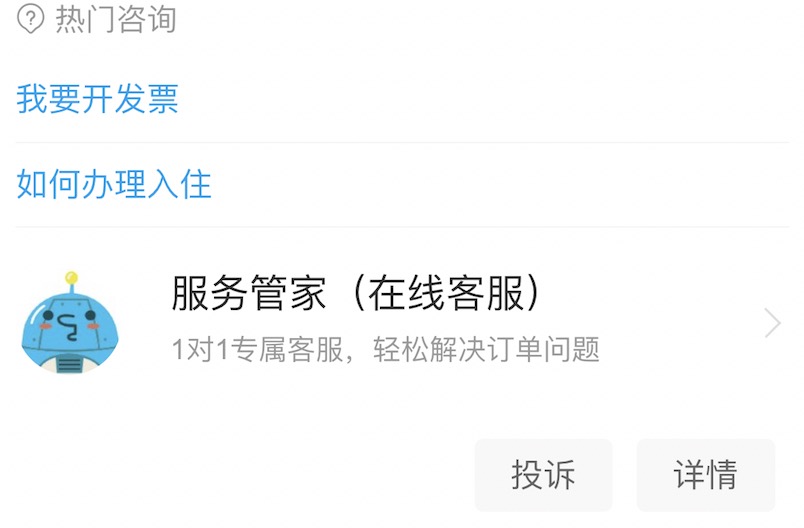 热门咨询
我要开发票
如何办理入住
服务管家（在线客服）
1对1专属客服，轻松解决订单问题
投诉
详情